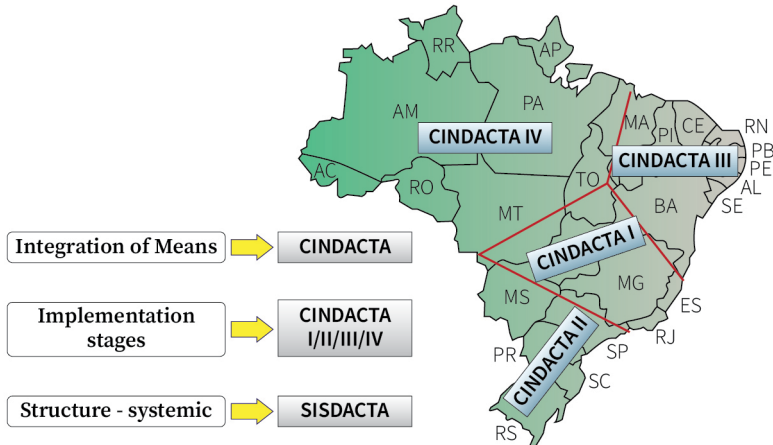 RR
AP
AM
PA
MA
PI
CE
RN
CINDACTA IV
CINDACTA III
PB
PE
AC
RO
TO
AL
MT
BA
SE
Integration of Means
CINDACTA
CINDACTA I
MS
MG
ES
Implementation
stages
CINDACTA
I/II/III/IV
CINDACTA II
PR
SP
RJ
SC
Structure - systemic
SISDACTA
RS